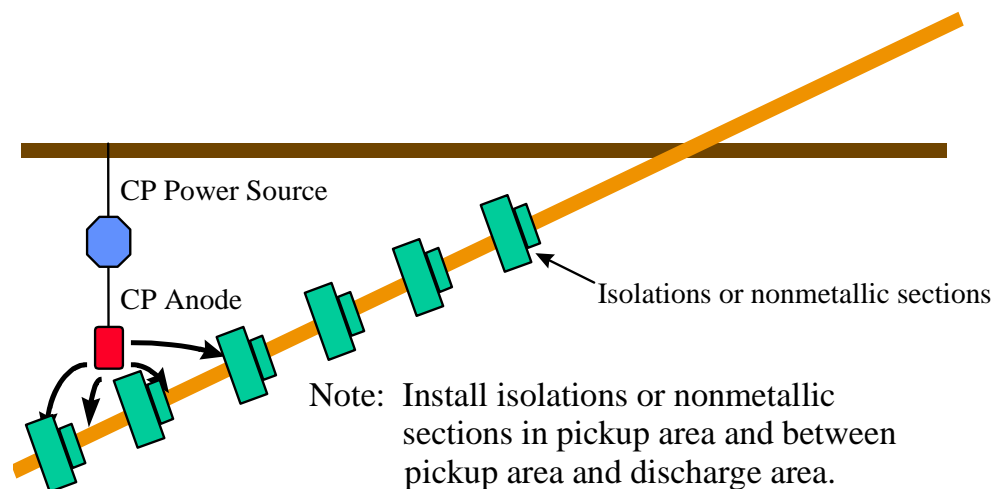 CP Power Source
CP Anode
Isolations or nonmetallic sections
Note: Install isolations or nonmetallic
sections in pickup area and between
pickup area and discharge area.